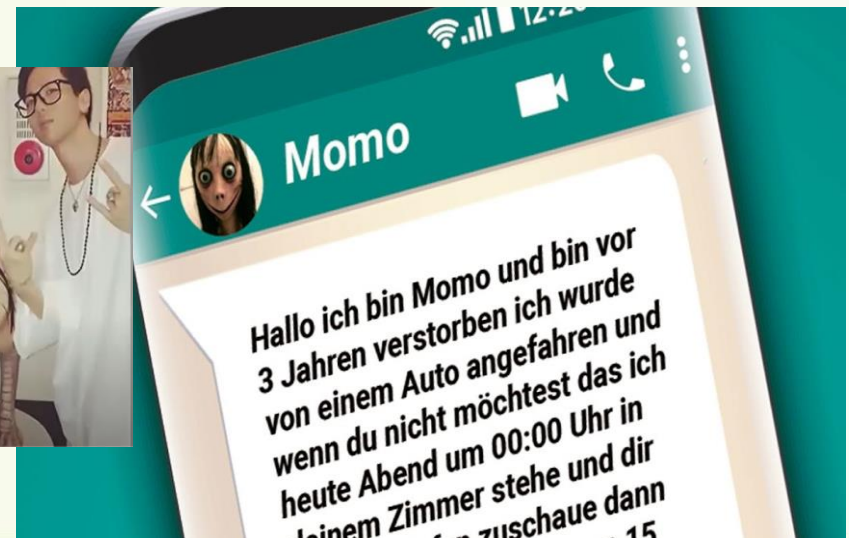 Momo
Hallo ich bin Momo und bin vor
3 Jahren verstorben ich wurde
von einem Auto angefahren und
wenn du nicht möchtest das ich
heute Abend um 00:00 Uhr in
Zimmer stehe und dir
zuschaue dann
15